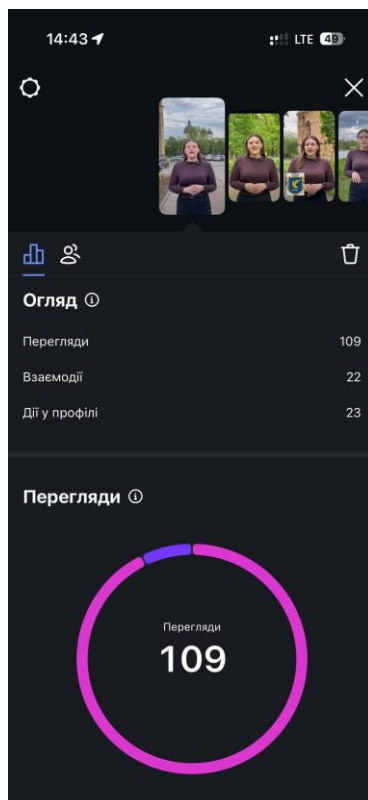 14:43
LTE 49
Огляд
Перегляди 109
Взаємодії 22
Дії у профілі 23
Перегляди
Перегляди
109